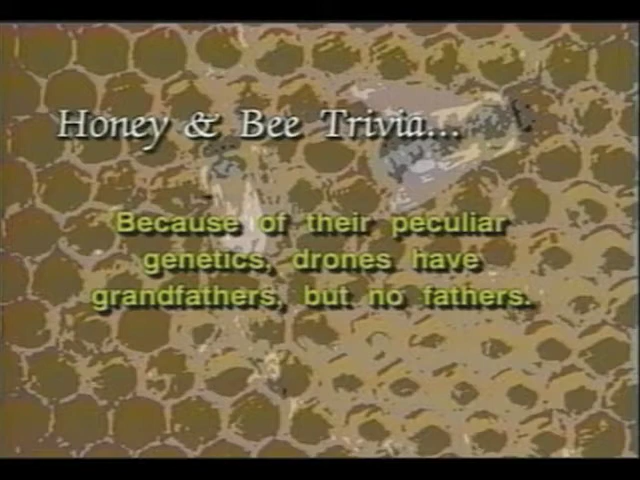 Honey & Bee Trivia...
Because of their peculiar
genetics, drones have
grandfathers, but no fathers.